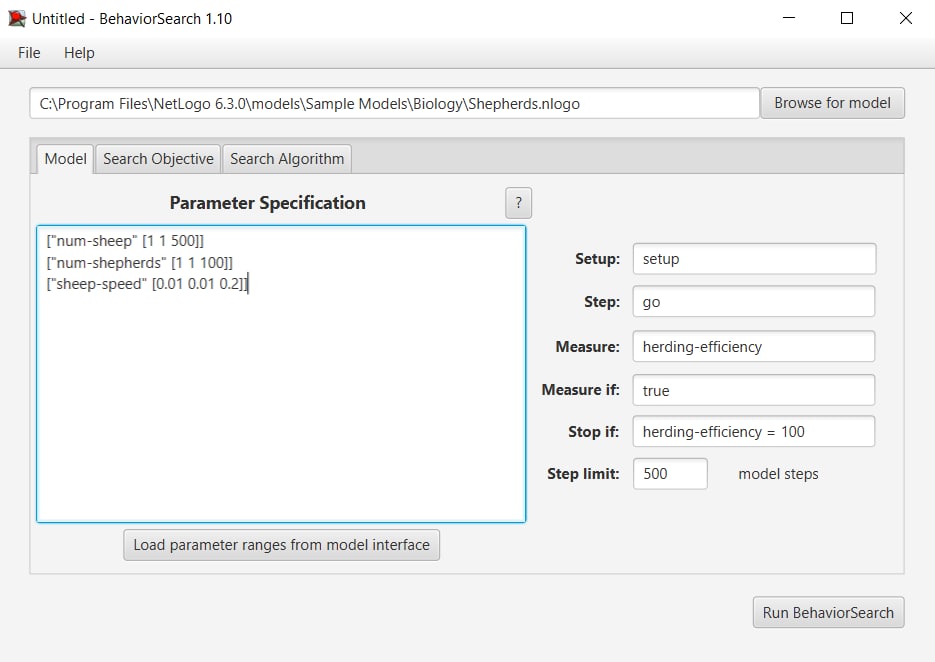 Untitled - BehaviorSearch 1.10
File Help
C:\Program Files\NetLogo 6.3.0\models\Sample Models\Biology\Shepherds.nlogo Browse for model
Model Search Objective Search Algorithm
Parameter Specification ?
["num-sheep" [1 1 500]]
["num-shepherds" [1 1 100]]
["sheep-speed" [0.01 0.01 0.2]]
Load parameter ranges from model interface
Setup: setup
Step: go
Measure: herding-efficiency
Measure if: true
Stop if: herding-efficiency = 100
Step limit: 500 model steps
Run BehaviorSearch